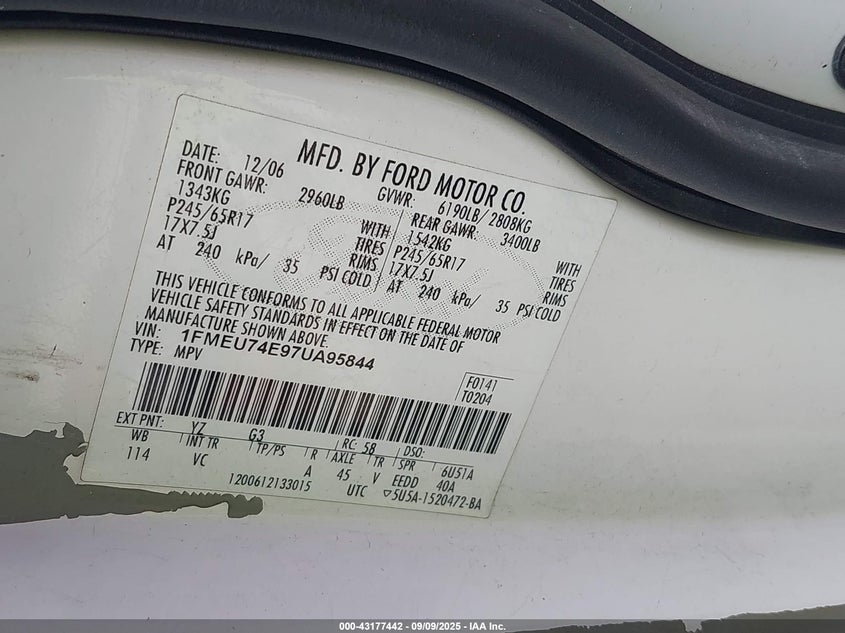 MFD. BY FORD MOTOR CO.
DATE: 12/06 GVWR: 6190LB/2808KG
FRONT GAWR: 2960LB REAR GAWR: 3400LB
1343KG WITH 1542KG WITH
P245/65R17 TIRES P245/65R17 TIRES
17X7.5J RIMS 17X7.5J RIMS
AT 240 kPa/ 35 PSI COLD AT 240 kPa/ 35 PSI COLD
THIS VEHICLE CONFORMS TO ALL APPLICABLE FEDERAL MOTOR
VEHICLE SAFETY STANDARDS IN EFFECT ON THE DATE OF
MANUFACTURE SHOWN ABOVE.
VIN: 1FMEU74E97UA95844
TYPE: MPV
F0141
T0204
EXT PNT: YZ G3 RC: 58 DSO:
WB INT TR TP/PS R AXLE TR SPR 6U51A
114 VC A 45 V EEDD 40A
1200612133015 UTC ▽5U5A-1520472-BA
000-43177442 - 09/09/2025 - IAA Inc.